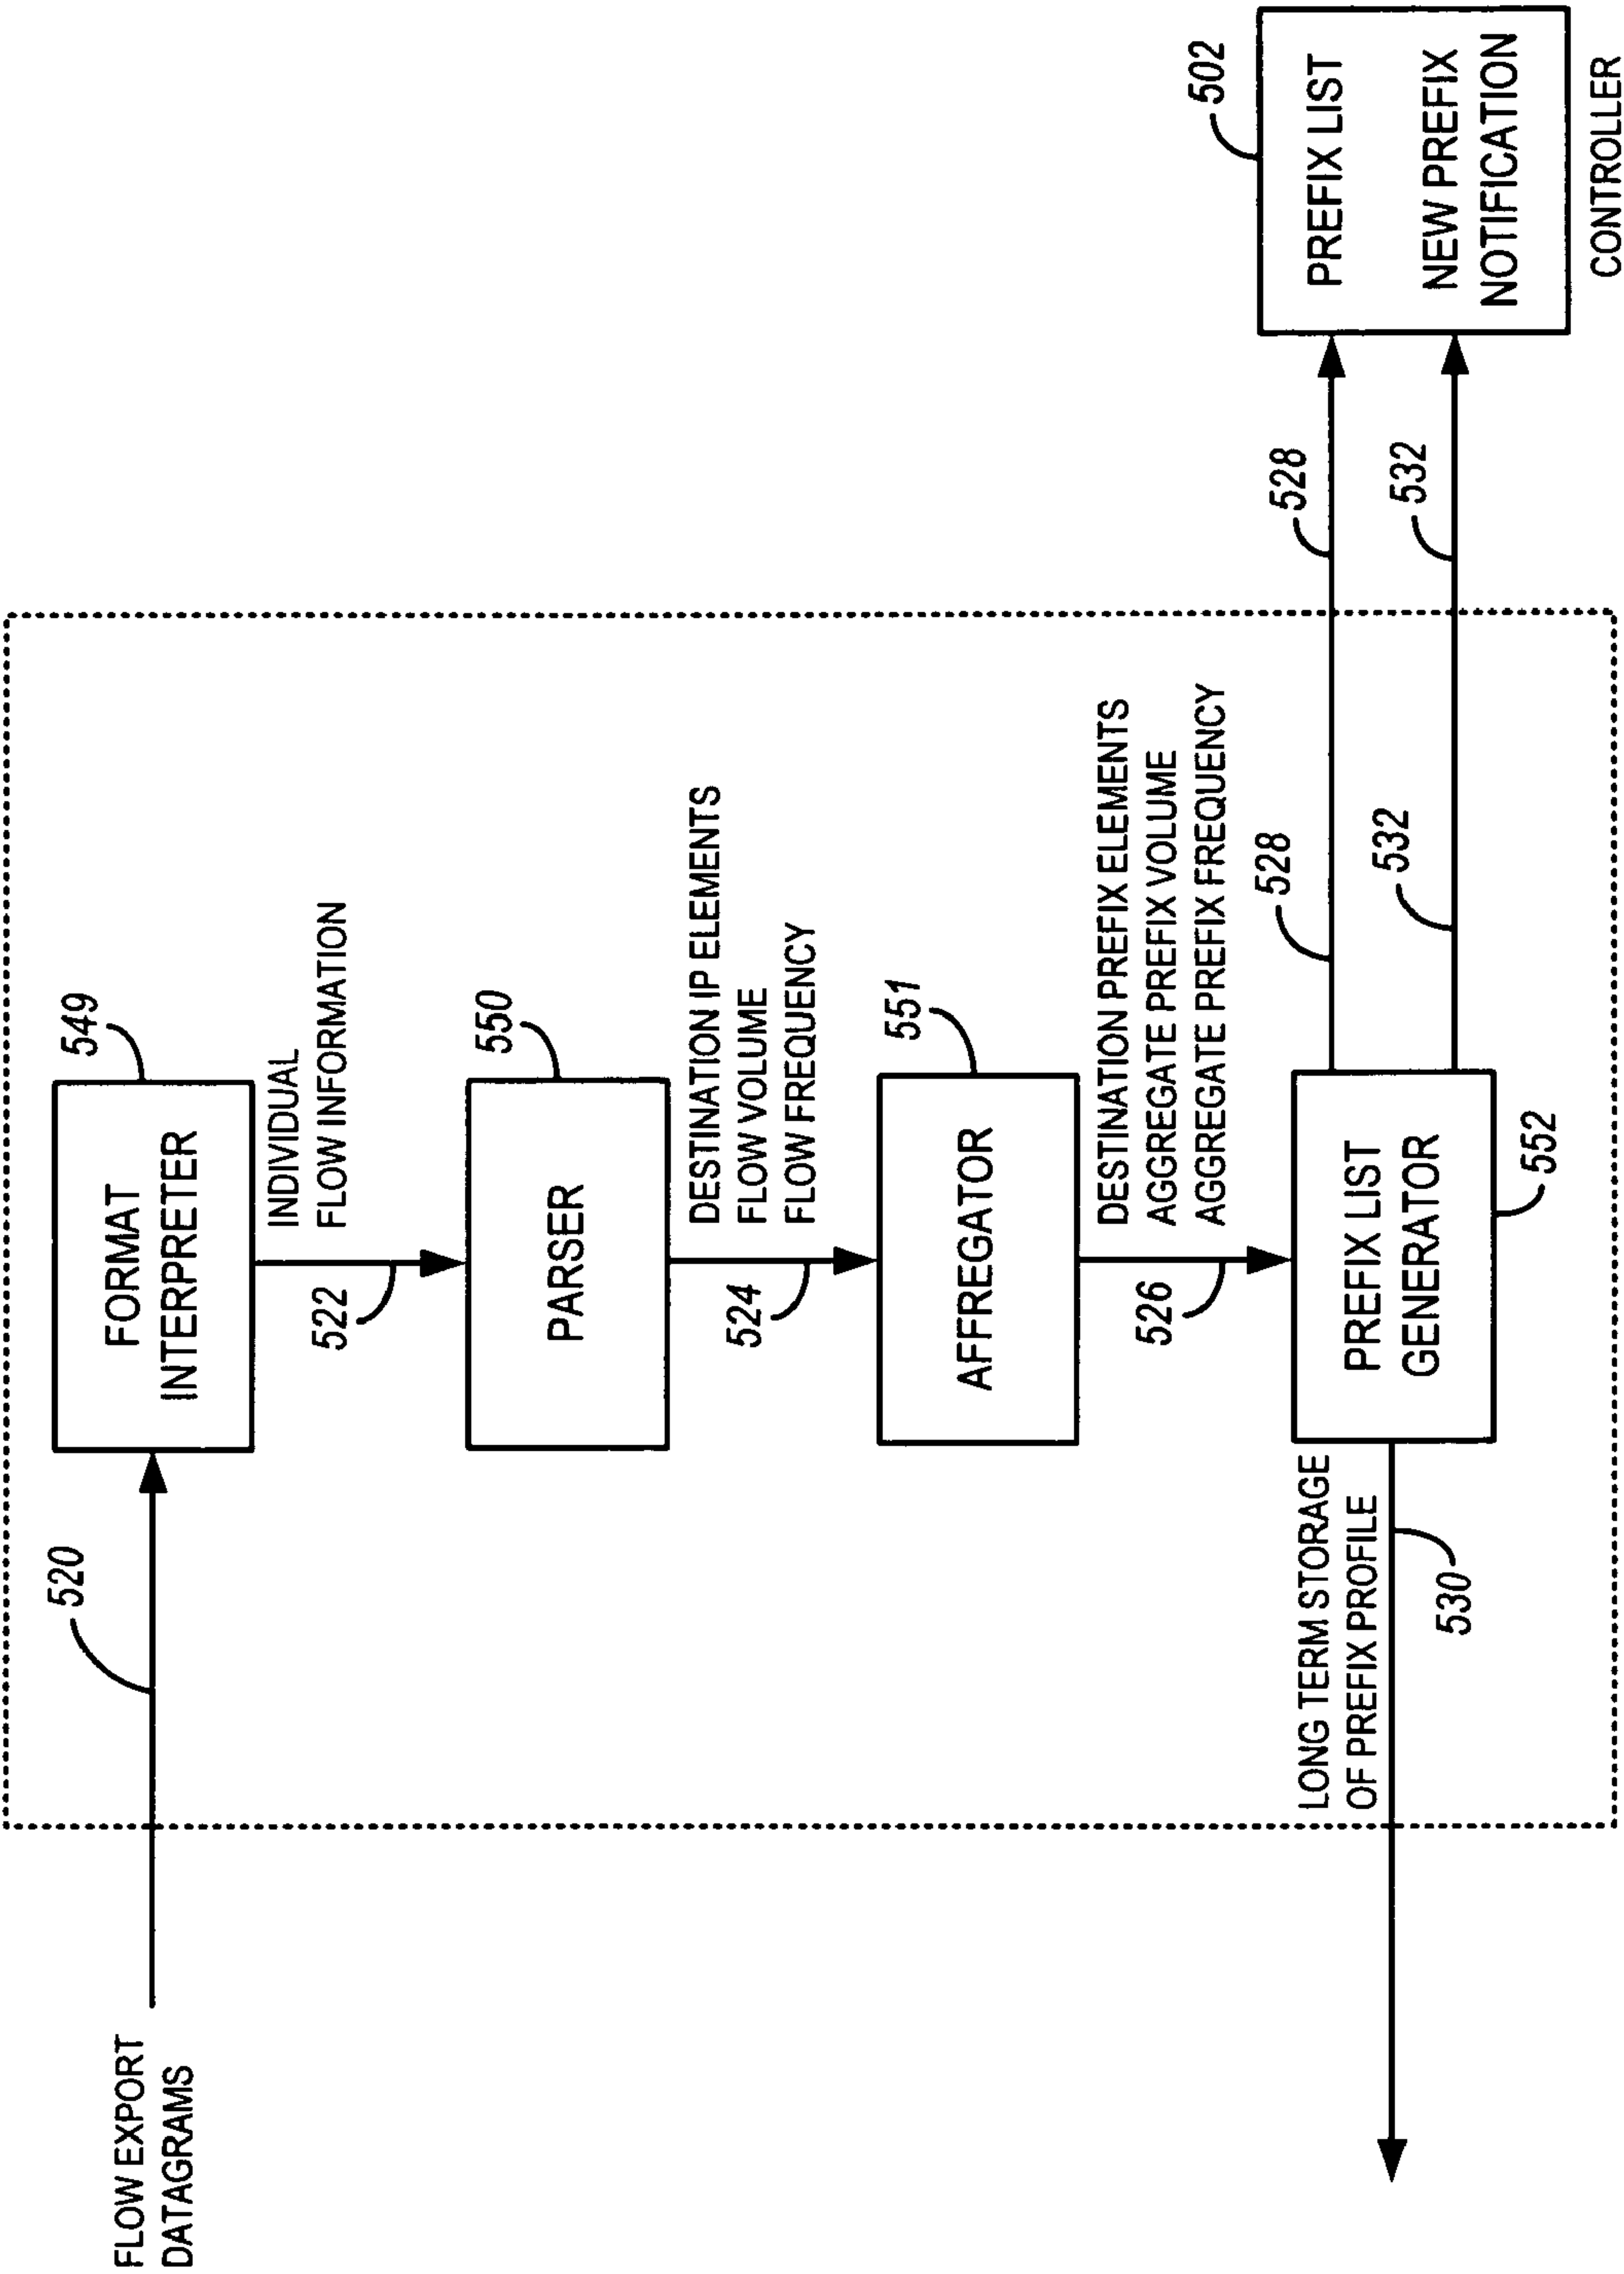 FLOW EXPORT
DATAGRAMS
520
FORMAT
INTERPRETER
549
INDIVIDUAL
FLOW INFORMATION
522
PARSER
550
DESTINATION IP ELEMENTS
FLOW VOLUME
FLOW FREQUENCY
524
AFFREGATOR
551
DESTINATION PREFIX ELEMENTS
AGGREGATE PREFIX VOLUME
AGGREGATE PREFIX FREQUENCY
526
LONG TERM STORAGE
OF PREFIX PROFILE
530
PREFIX LIST
GENERATOR
552
528
532
528
532
502
PREFIX LIST
NEW PREFIX
NOTIFICATION
CONTROLLER